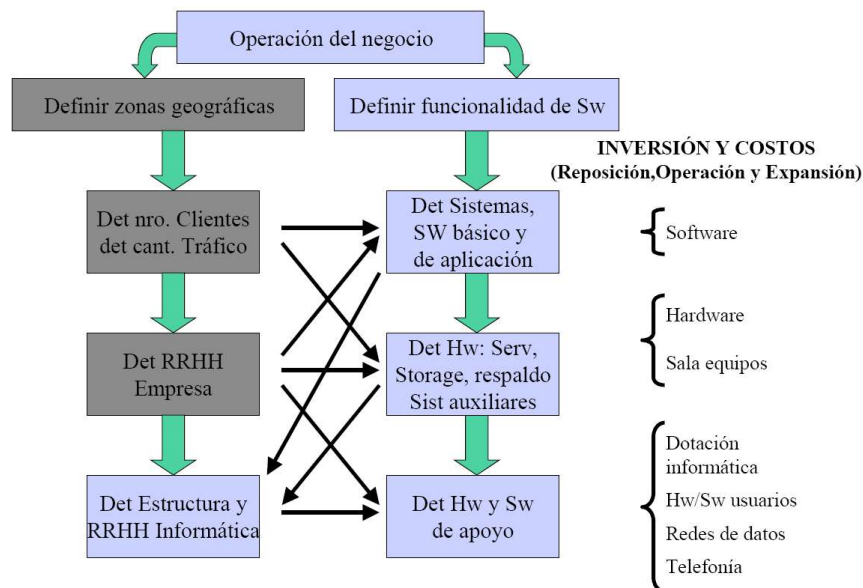 Operación del negocio
Definir zonas geográficas
Definir funcionalidad de Sw
INVERSIÓN Y COSTOS
(Reposición,Operación y Expansión)
Det nro. Clientes
det cant. Tráfico
Det Sistemas,
SW básico y
de aplicación
Software
Det RRHH
Empresa
Det Hw: Serv,
Storage, respaldo
Sist auxiliares
Hardware
Sala equipos
Det Estructura y
RRHH Informática
Det Hw y Sw
de apoyo
Dotación
informática
Hw/Sw usuarios
Redes de datos
Telefonía